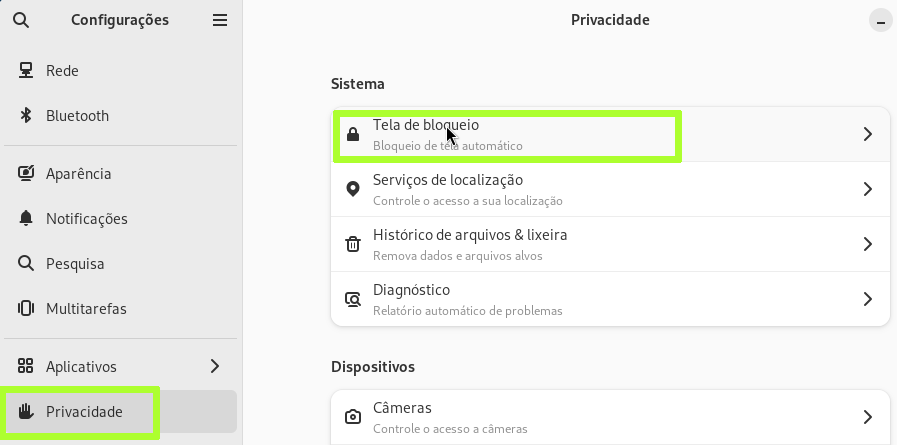 Configurações
Rede
Bluetooth
Aparência
Notificações
Pesquisa
Multitarefas
Aplicativos
Privacidade
Privacidade
Sistema
Tela de bloqueio
Bloqueio de tela automático
Serviços de localização
Controle o acesso a sua localização
Histórico de arquivos & lixeira
Remova dados e arquivos alvos
Diagnóstico
Relatório automático de problemas
Dispositivos
Câmeras
Controle o acesso a câmeras